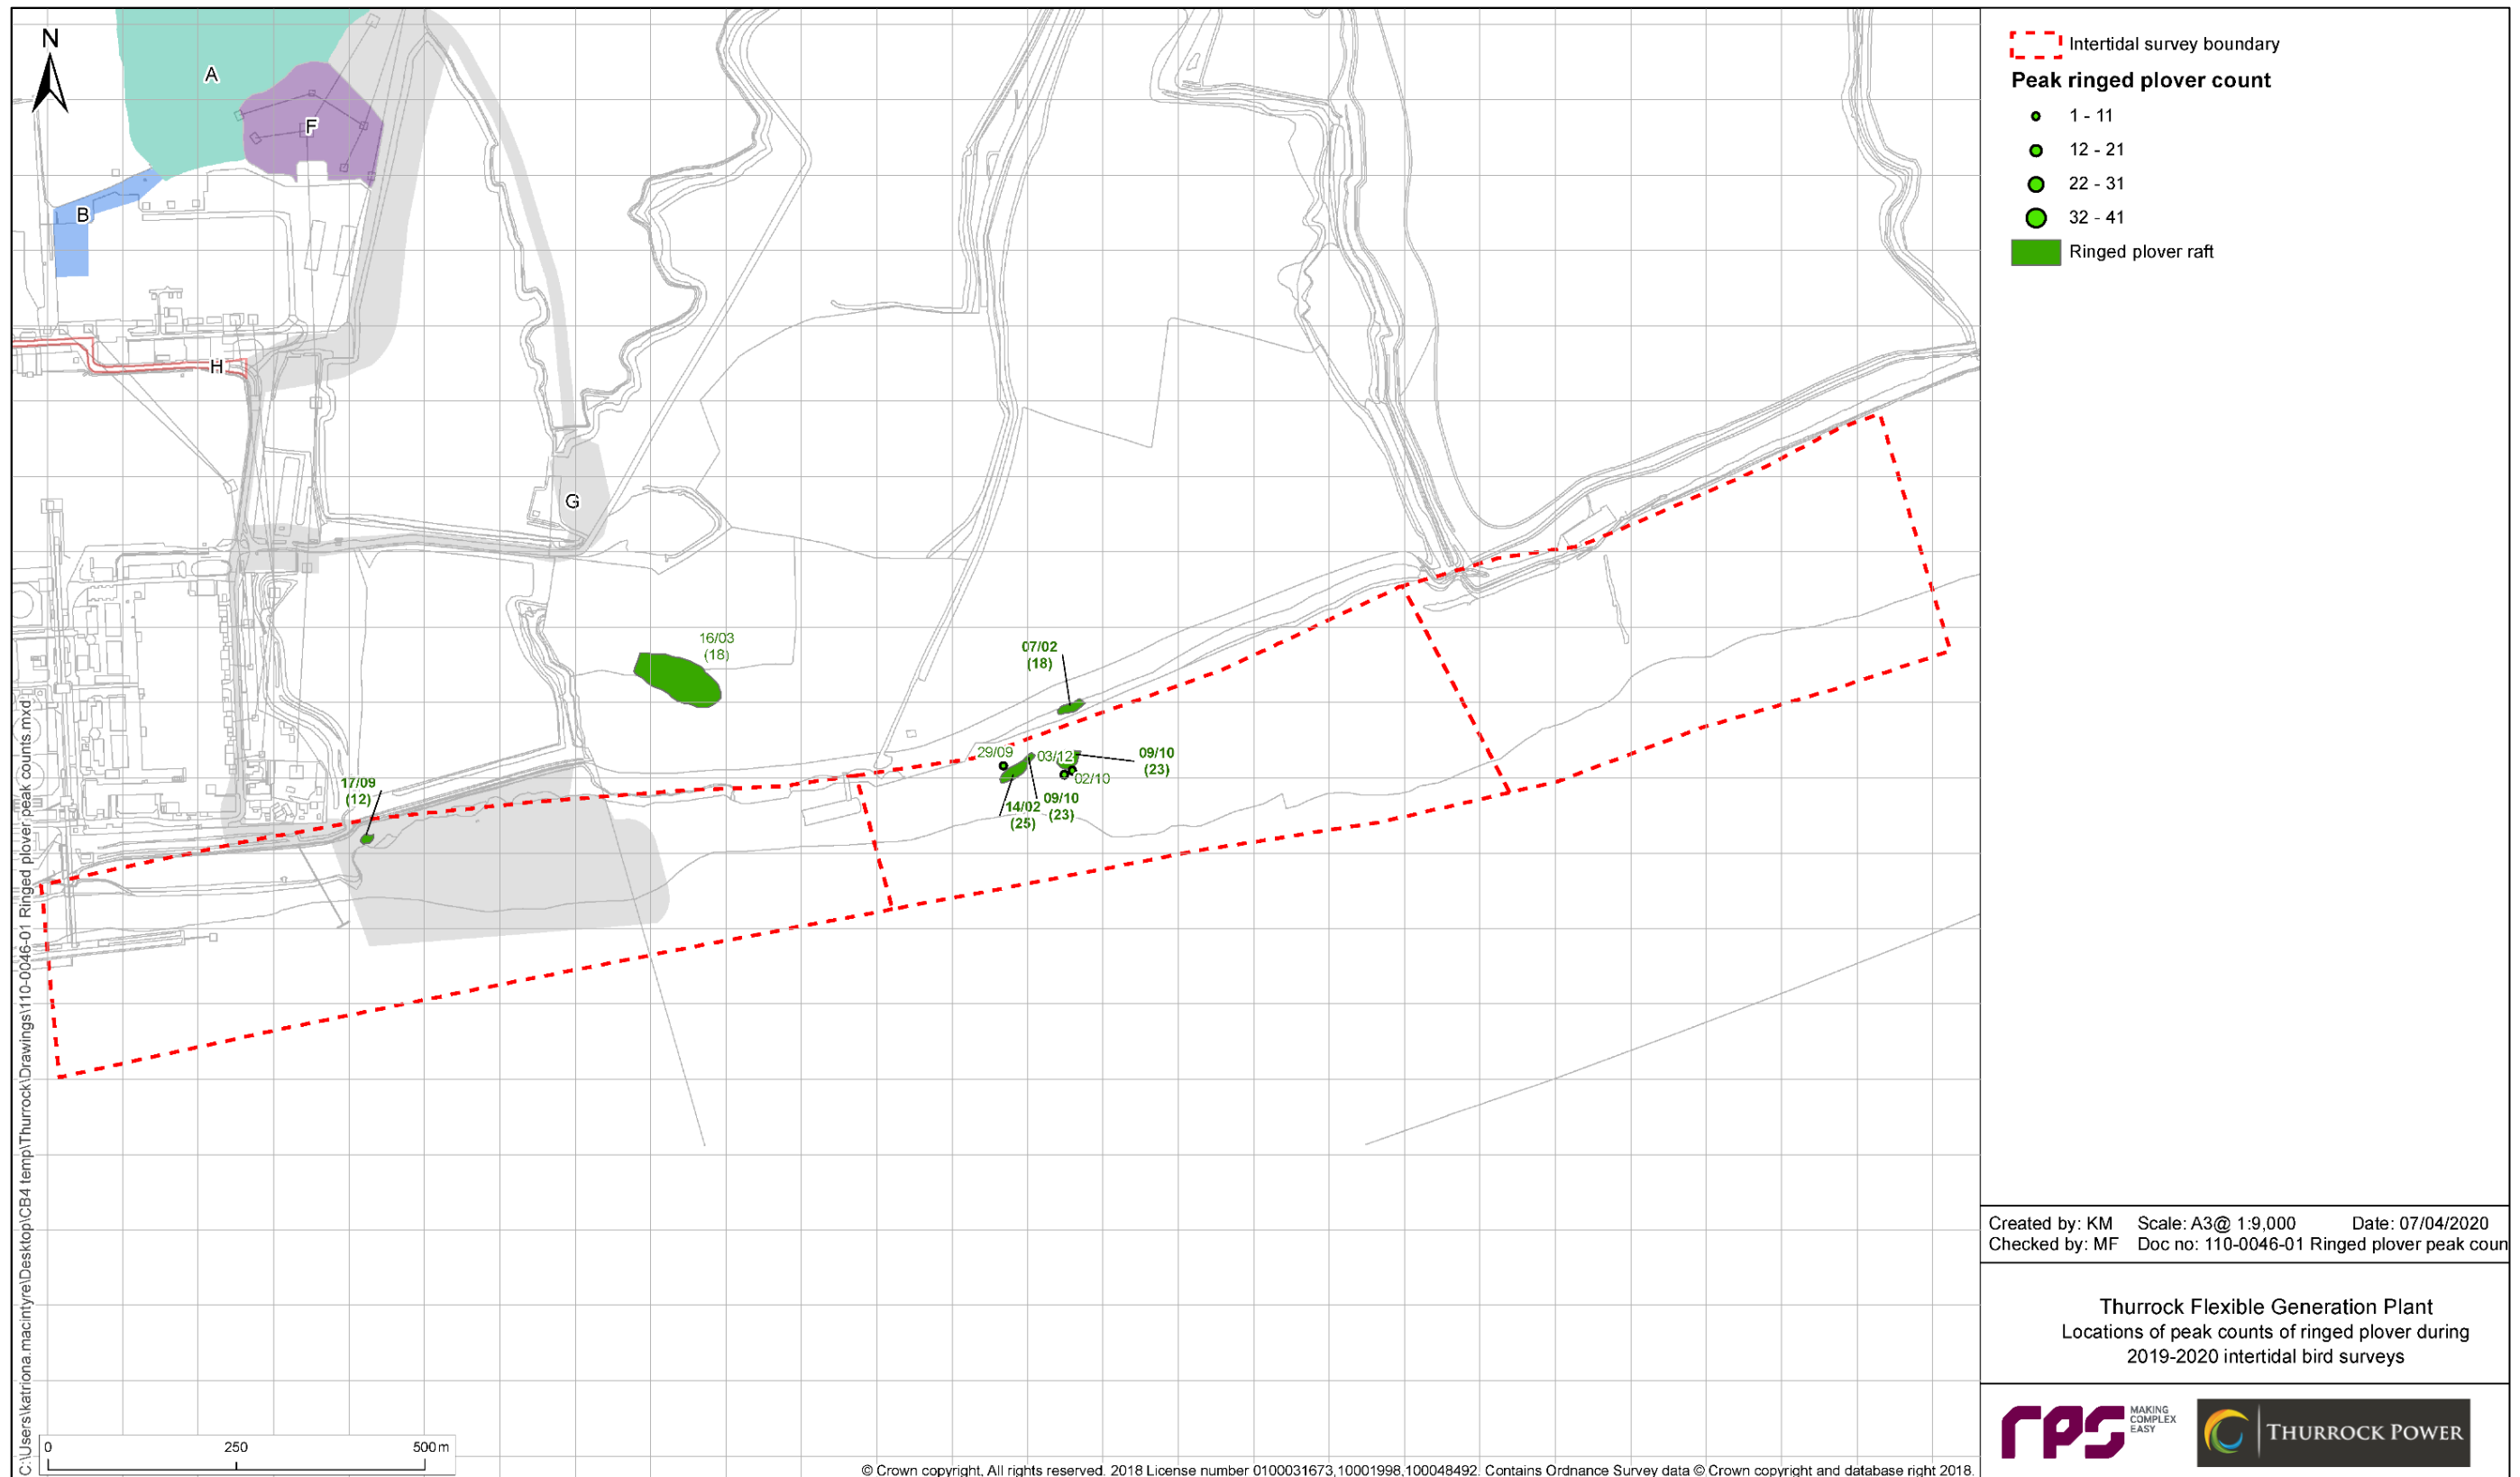 N
A
F
B
H
G
16/03
(18)
07/02
(18)
29/09
03/12
09/10
(23)
02/10
17/09
(12)
14/02
(25)
09/10
(23)
C:\Users\katriona.macintyre\Desktop\CB4 temp\Thurrock\Drawings\110-0046-01 Ringed plover peak counts.mxd
0 250 500 m
© Crown copyright, All rights reserved. 2018 License number 0100031673,10001998,100048492. Contains Ordnance Survey data © Crown copyright and database right 2018.
Intertidal survey boundary
Peak ringed plover count
1 - 11
12 - 21
22 - 31
32 - 41
Ringed plover raft
Created by: KM Scale: A3@ 1:9,000 Date: 07/04/2020
Checked by: MF Doc no: 110-0046-01 Ringed plover peak coun
Thurrock Flexible Generation Plant
Locations of peak counts of ringed plover during
2019-2020 intertidal bird surveys
rps
MAKING
COMPLEX
EASY
THURROCK POWER